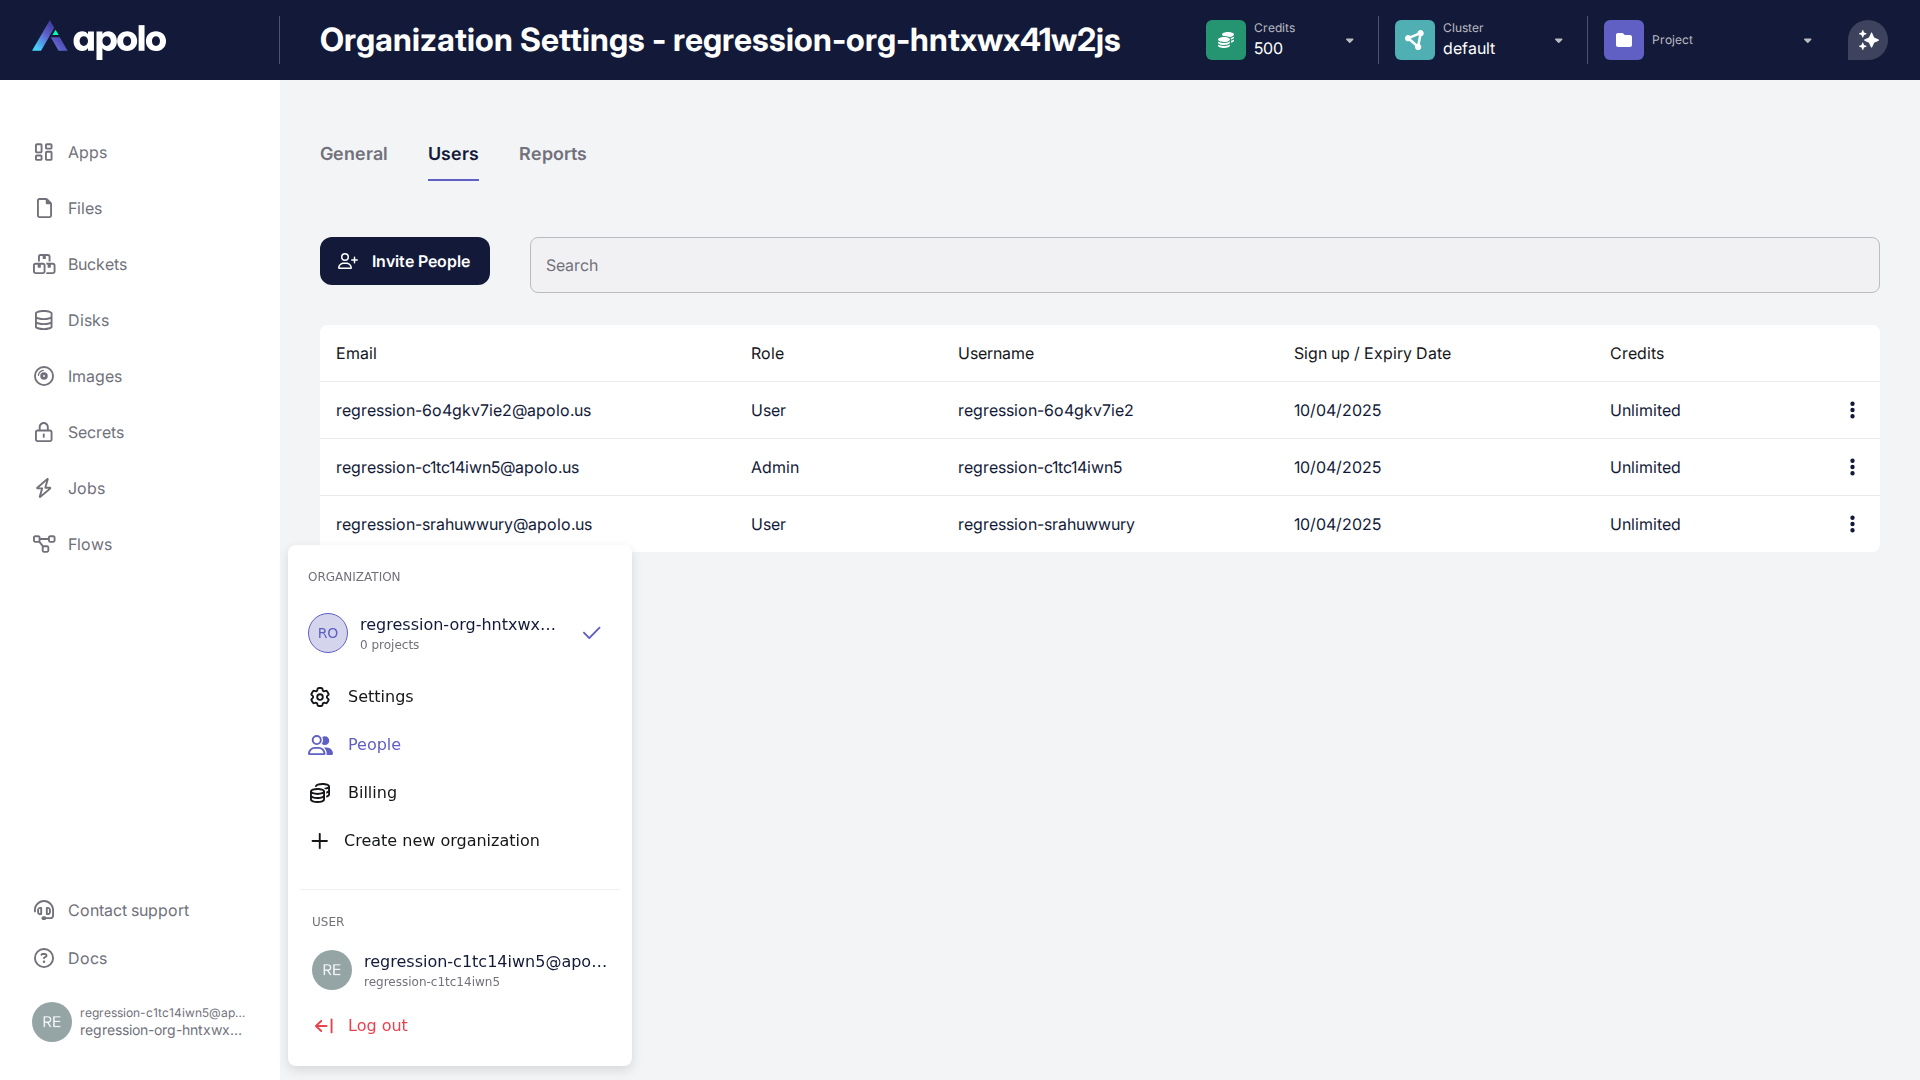 apolo
Organization Settings - regression-org-hntxwx41w2js
Credits
500
Cluster
default
Project
Apps
Files
Buckets
Disks
Images
Secrets
Jobs
Flows
General
Users
Reports
Invite People
Search
Email
Role
Username
Sign up / Expiry Date
Credits
regression-6o4gkv7ie2@apolo.us
User
regression-6o4gkv7ie2
10/04/2025
Unlimited
regression-c1tc14iwn5@apolo.us
Admin
regression-c1tc14iwn5
10/04/2025
Unlimited
regression-srahuwwury@apolo.us
User
regression-srahuwwury
10/04/2025
Unlimited
ORGANIZATION
RO
regression-org-hntxwx...
0 projects
Settings
People
Billing
Create new organization
USER
RE
regression-c1tc14iwn5@apo...
regression-c1tc14iwn5
Log out
Contact support
Docs
RE
regression-c1tc14iwn5@ap...
regression-org-hntxwx...